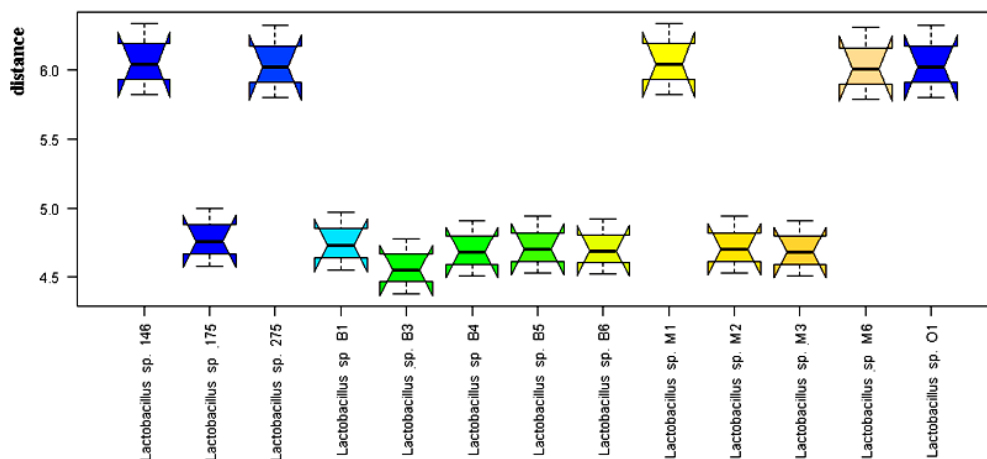 distance
6.0
5.5
5.0
4.5
Lactobacillus sp. 146
Lactobacillus sp .175
Lactobacillus sp. 275
Lactobacillus sp B1
Lactobacillus .sp. B3
Lactobacillus sp. B4
Lactobacillus sp. B5
Lactobacillus sp. B6
Lactobacillus sp. M1
Lactobacillus sp. M2
Lactobacillus sp. M3
Lactobacillus .sp M6
Lactobacillus sp. O1